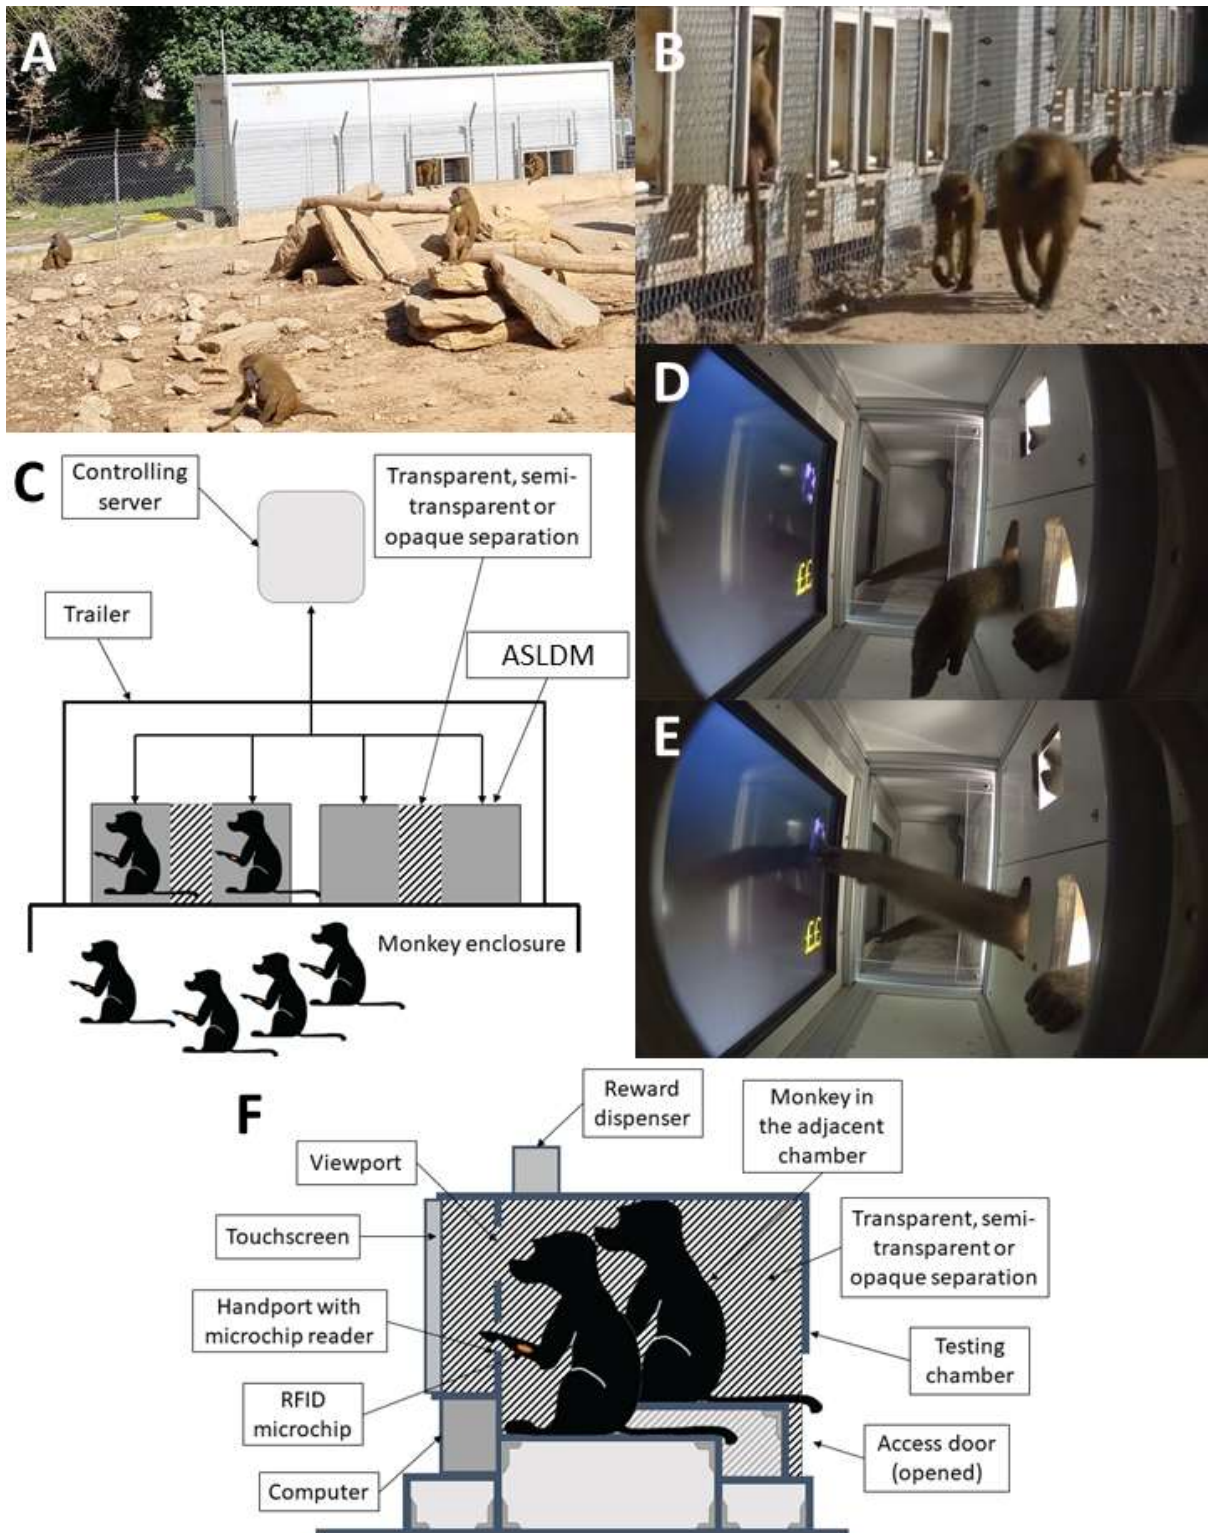 A
B
C
Controlling
server
Transparent, semi-
transparent or
opaque separation
Trailer
ASLDM
Monkey enclosure
D
££
E
££
F
Reward
dispenser
Monkey in
the adjacent
chamber
Viewport
Touchscreen
Transparent, semi-
transparent or
opaque separation
Handport with
microchip reader
Testing
chamber
RFID
microchip
Access door
(opened)
Computer